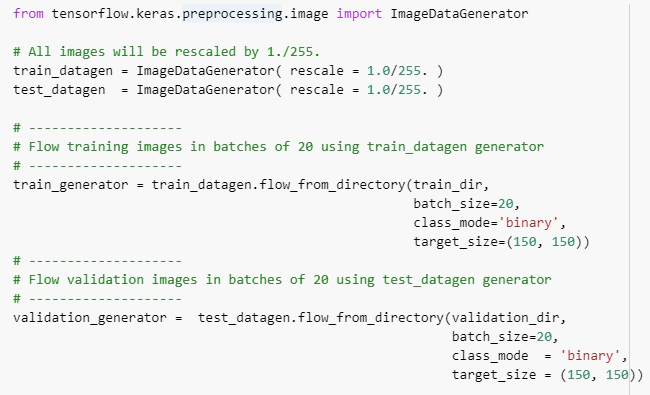 from tensorflow.keras.preprocessing.image import ImageDataGenerator
# All images will be rescaled by 1./255.
train_datagen = ImageDataGenerator( rescale = 1.0/255. )
test_datagen  = ImageDataGenerator( rescale = 1.0/255. )
# --------------------
# Flow training images in batches of 20 using train_datagen generator
# --------------------
train_generator = train_datagen.flow_from_directory(train_dir,
                                                    batch_size=20,
                                                    class_mode='binary',
                                                    target_size=(150, 150))
# --------------------
# Flow validation images in batches of 20 using test_datagen generator
# --------------------
validation_generator =  test_datagen.flow_from_directory(validation_dir,
                                                         batch_size=20,
                                                         class_mode  = 'binary',
                                                         target_size = (150, 150))